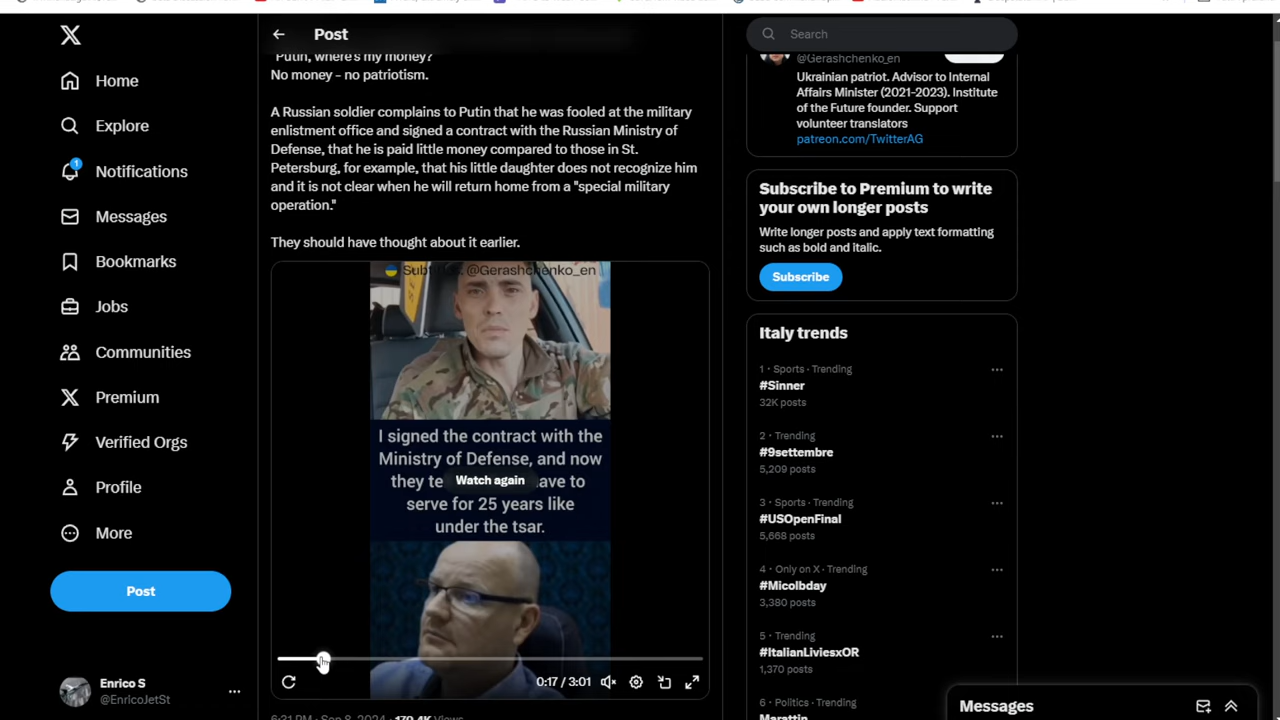 Home
Explore
1
Notifications
Messages
Bookmarks
Jobs
Communities
Premium
Verified Orgs
Profile
More
Post
Enrico S
@EnricoJetSt
Post
"Putin, where's my money?
No money - no patriotism.
A Russian soldier complains to Putin that he was fooled at the military
enlistment office and signed a contract with the Russian Ministry of
Defense, that he is paid little money compared to those in St.
Petersburg, for example, that his little daughter does not recognize him
and it is not clear when he will return home from a "special military
operation."
They should have thought about it earlier.
@Gerashchenko_en
I signed the contract with the
Ministry of Defense, and now
they te Watch again ave to
serve for 25 years like
under the tsar.
0:17 / 3:01
6:31 PM · Sep 8, 2024 · 179.4K Views
Search
@Gerashchenko_en
Ukrainian patriot. Advisor to Internal
Affairs Minister (2021-2023). Institute
of the Future founder. Support
volunteer translators
patreon.com/TwitterAG
Subscribe to Premium to write
your own longer posts
Write longer posts and apply text formatting
such as bold and italic.
Subscribe
Italy trends
1 · Sports · Trending
#Sinner
32K posts
2 · Trending
#9settembre
5,209 posts
3 · Sports · Trending
#USOpenFinal
5,668 posts
4 · Only on X · Trending
#Micolbday
3,380 posts
5 · Trending
#ItalianLiviesxOR
1,370 posts
6 · Politics · Trending
Marattin
Messages